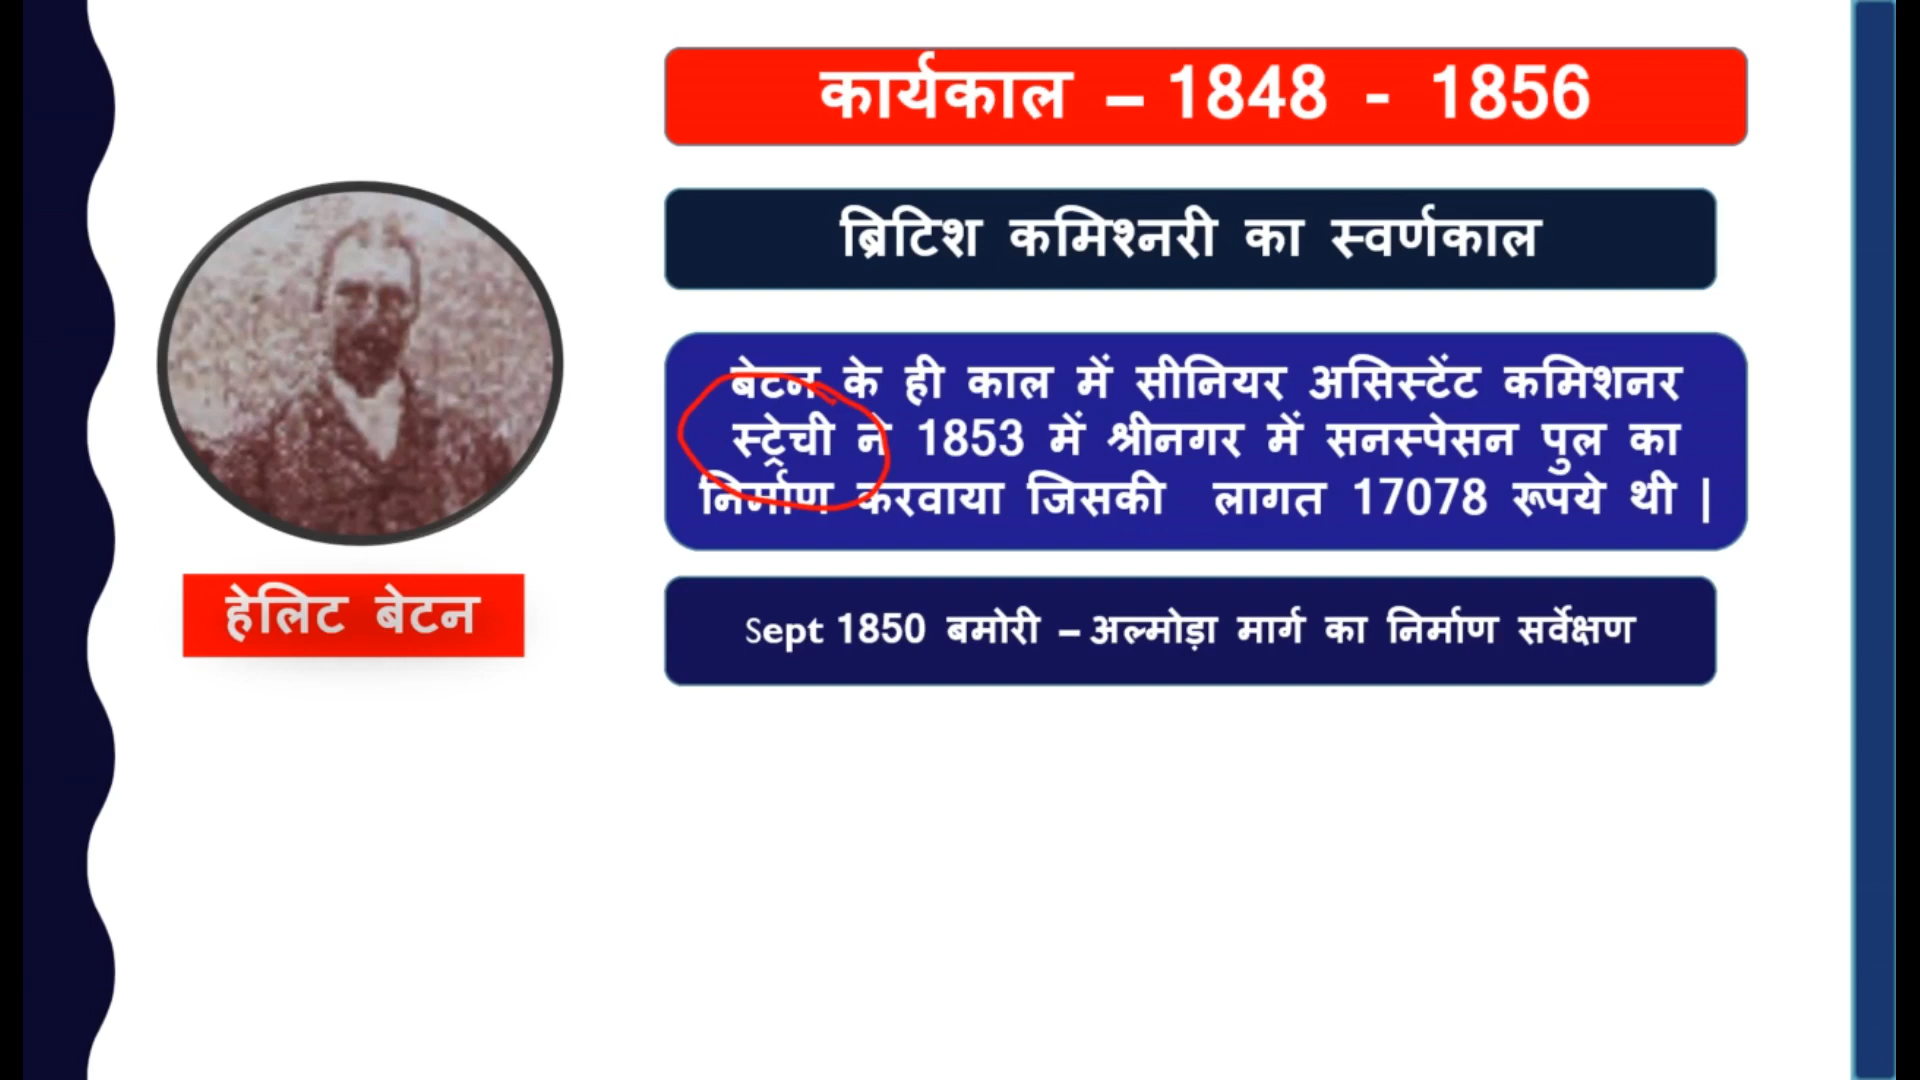 कार्यकाल – 1848 - 1856
ब्रिटिश कमिश्नरी का स्वर्णकाल
बेटन के ही काल में सीनियर असिस्टेंट कमिशनर
स्ट्रेची ने 1853 में श्रीनगर में सनस्पेसन पुल का
निर्माण करवाया जिसकी लागत 17078 रूपये थी |
हेलिट बेटन
Sept 1850 बमोरी – अल्मोड़ा मार्ग का निर्माण सर्वेक्षण